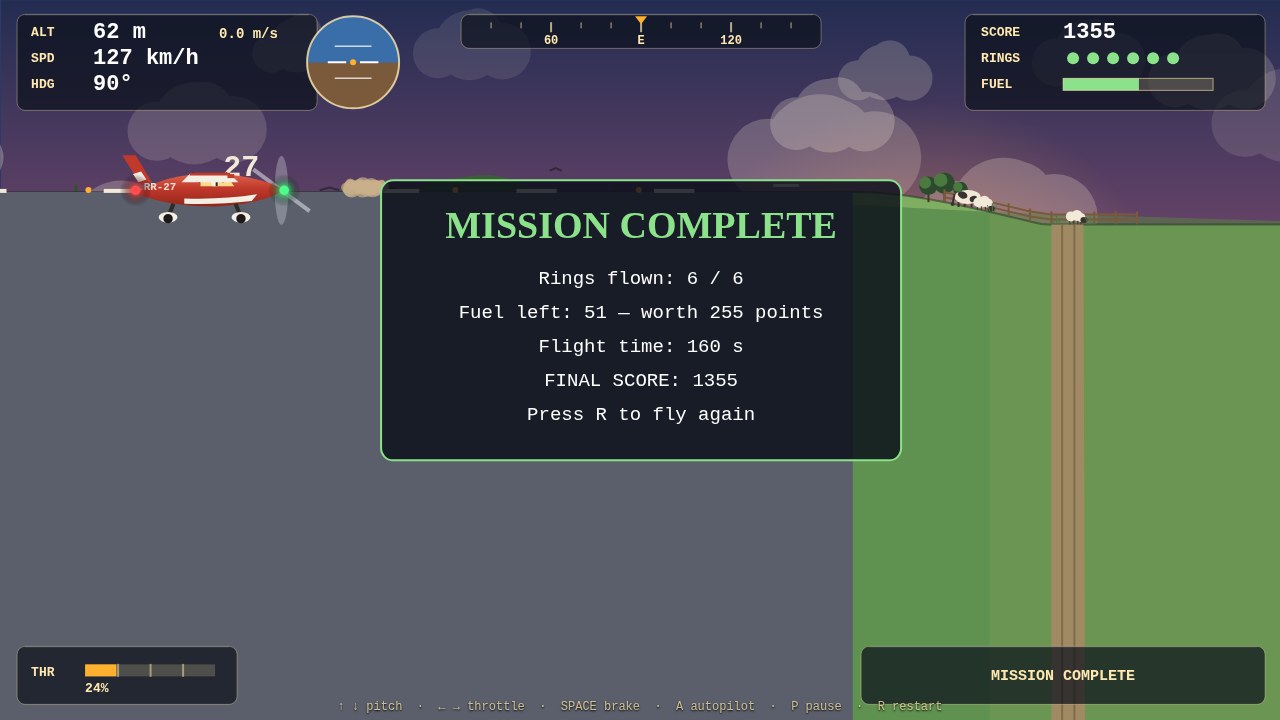 ALT 62 m 0.0 m/s
SPD 127 km/h
HDG 90°
60 E 120
SCORE 1355
RINGS
FUEL
27
RR-27
MISSION COMPLETE
Rings flown: 6 / 6
Fuel left: 51 — worth 255 points
Flight time: 160 s
FINAL SCORE: 1355
Press R to fly again
THR
24%
MISSION COMPLETE
↑ ↓ pitch · ← → throttle · SPACE brake · A autopilot · P pause · R restart